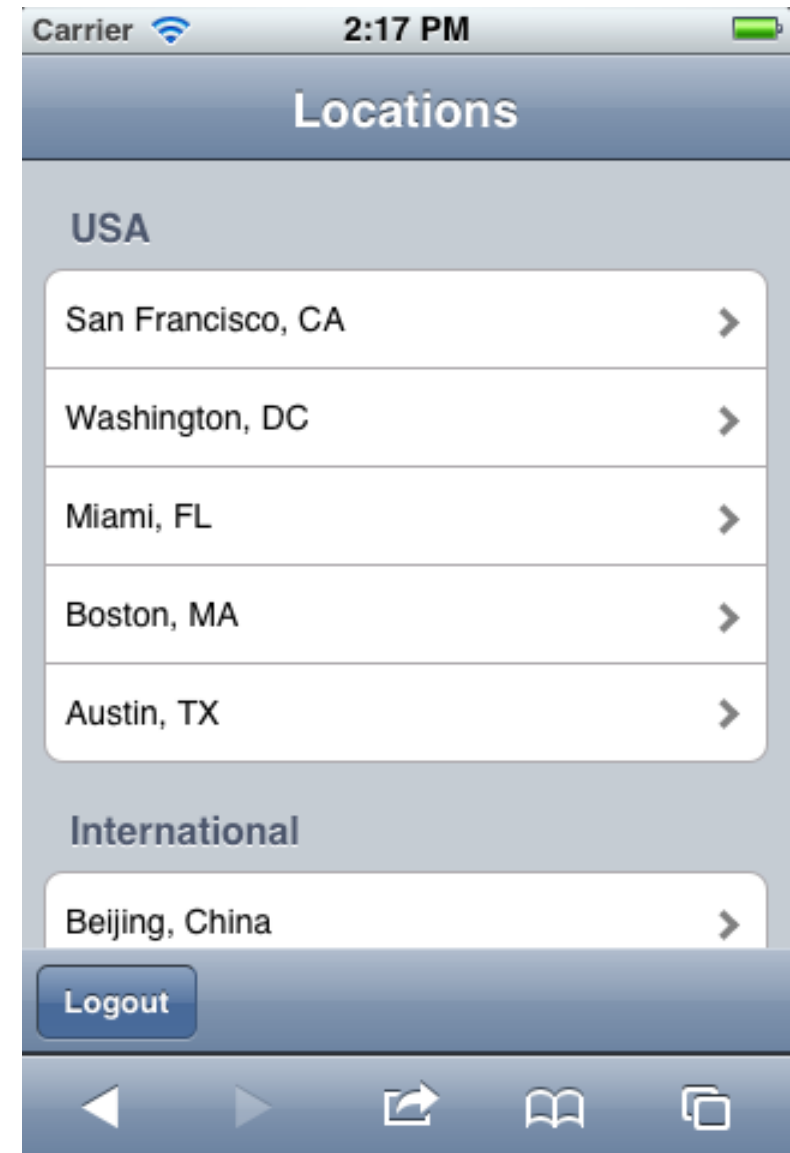 Carrier 2:17 PM
Locations
USA
San Francisco, CA
Washington, DC
Miami, FL
Boston, MA
Austin, TX
International
Beijing, China
Logout